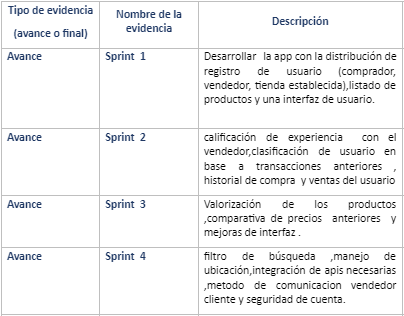 Tipo de evidencia
(avance o final)
Nombre de la
evidencia
Descripción
Avance
Sprint 1
Desarrollar la app con la distribución de
registro de usuario (comprador,
vendedor, tienda establecida),listado de
productos y una interfaz de usuario.
Avance
Sprint 2
calificación de experiencia con el
vendedor,clasificación de usuario en
base a transacciones anteriores ,
historial de compra y ventas del usuario
Avance
Sprint 3
Valorización de los productos
,comparativa de precios anteriores y
mejoras de interfaz .
Avance
Sprint 4
filtro de búsqueda ,manejo de
ubicación,integración de apis necesarias
,metodo de comunicacion vendedor
cliente y seguridad de cuenta.